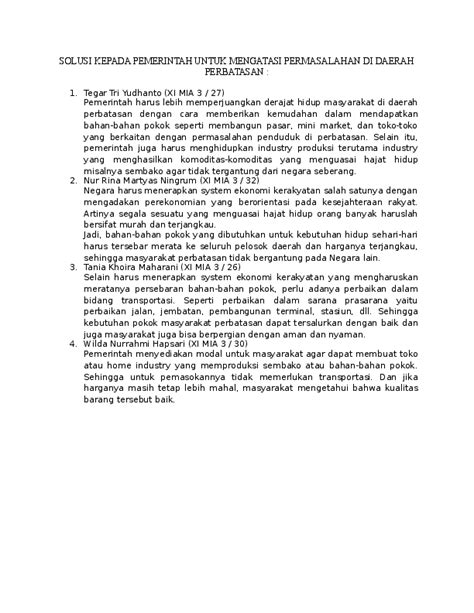 SOLUSI KEPADA PEMERINTAH UNTUK MENGATASI PERMASALAHAN DI DAERAH
PERBATASAN :
1. Tegar Tri Yudhanto (XI MIA 3 / 27)
Pemerintah harus lebih memperjuangkan derajat hidup masyarakat di daerah
perbatasan dengan cara memberikan kemudahan dalam mendapatkan
bahan-bahan pokok seperti membangun pasar, mini market, dan toko-toko
yang berkaitan dengan permasalahan penduduk di perbatasan. Selain itu,
pemerintah juga harus menghidupkan industry produksi terutama industry
yang menghasilkan komoditas-komoditas yang menguasai hajat hidup
misalnya sembako agar tidak tergantung dari negara seberang.
2. Nur Rina Martyas Ningrum (XI MIA 3 / 32)
Negara harus menerapkan system ekonomi kerakyatan salah satunya dengan
mengadakan perekonomian yang berorientasi pada kesejahteraan rakyat.
Artinya segala sesuatu yang menguasai hajat hidup orang banyak haruslah
bersifat murah dan terjangkau.
Jadi, bahan-bahan pokok yang dibutuhkan untuk kebutuhan hidup sehari-hari
harus tersebar merata ke seluruh pelosok daerah dan harganya terjangkau,
sehingga masyarakat perbatasan tidak bergantung pada Negara lain.
3. Tania Khoira Maharani (XI MIA 3 / 26)
Selain harus menerapkan system ekonomi kerakyatan yang mengharuskan
meratanya persebaran bahan-bahan pokok, perlu adanya perbaikan dalam
bidang transportasi. Seperti perbaikan dalam sarana prasarana yaitu
perbaikan jalan, jembatan, pembangunan terminal, stasiun, dll. Sehingga
kebutuhan pokok masyarakat perbatasan dapat tersalurkan dengan baik dan
juga masyarakat juga bisa berpergian dengan aman dan nyaman.
4. Wilda Nurrahmi Hapsari (XI MIA 3 / 30)
Pemerintah menyediakan modal untuk masyarakat agar dapat membuat toko
atau home industry yang memproduksi sembako atau bahan-bahan pokok.
Sehingga untuk pemasokannya tidak memerlukan transportasi. Dan jika
harganya masih tetap lebih mahal, masyarakat mengetahui bahwa kualitas
barang tersebut baik.